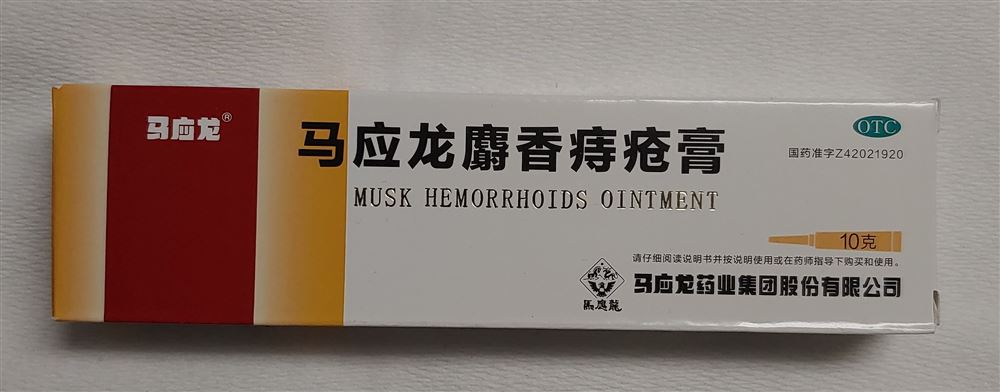 马应龙®
马应龙麝香痔疮膏
MUSK HEMORRHOIDS OINTMENT
OTC
国药准字Z42021920
10克
请仔细阅读说明书并按说明使用或在药师指导下购买和使用。
馬應龍
马应龙药业集团股份有限公司